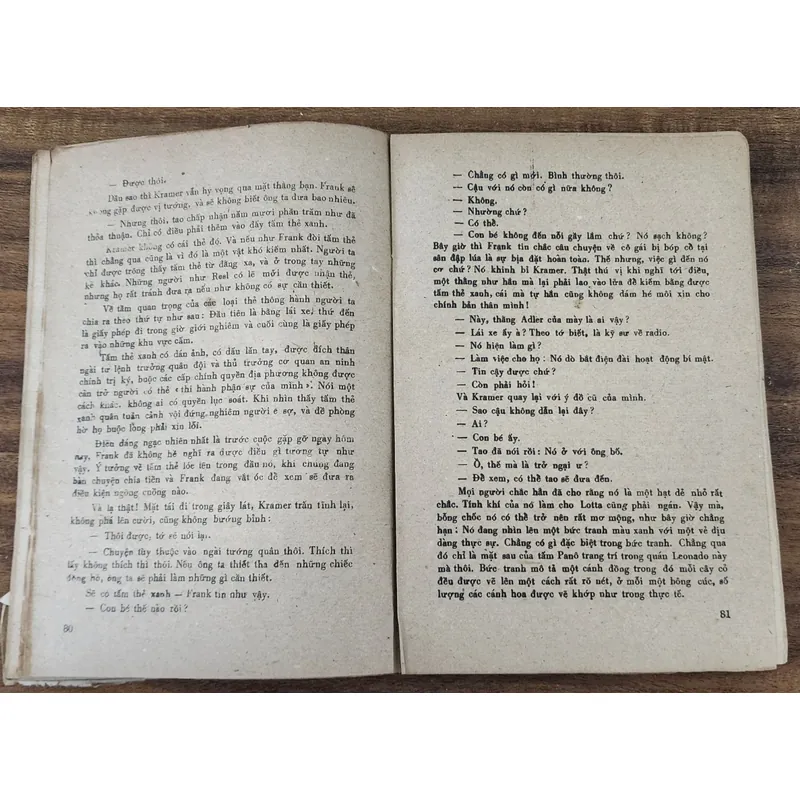 — Được thôi.
Dầu sao thì Kramer vẫn hy vọng qua mặt thằng bạn. Frank sẽ
không gặp được vị tướng, và sẽ không biết ông ta đưa bao nhiêu.
— Nhưng thôi, tao chấp nhận năm mươi phần trăm như đã
thỏa thuận. Chỉ có điều phải thêm vào đấy tấm thẻ xanh.
Kramer không có cái thẻ đó. Và nếu như Frank đòi tấm thẻ
thì chẳng qua cũng là vì đó là một vật khó kiếm nhất. Người ta
chỉ được trông thấy tấm thẻ từ đằng xa, và ở trong tay những
kẻ khác. Những người như Resl có lẽ mới được nhận thẻ,
nhưng họ rất tránh đưa ra nếu như không có sự cần thiết.
Về tầm quan trọng của các loại thẻ thông hành người ta
chia ra theo thứ tự như sau: Đầu tiên là bằng lái xe; thứ đến
là giấy phép đi trong giờ giới nghiêm và cuối cùng là giấy phép
ra vào những khu vực cấm.
Tấm thẻ xanh có dán ảnh, có dấu lăn tay, được đích thân
ngài tư lệnh trưởng quân đội và thủ trưởng cơ quan an ninh
chính trị ký, buộc các cấp chính quyền địa phương không được
cản trở người có thẻ «thi hành phận sự của mình». Nói một
cách khác, không ai có quyền lục soát. Khi nhìn thấy tấm thẻ
xanh quân tuần cảnh vội đứng nghiêm người e sợ, và đề phòng
hờ họ buộc lòng phải xin lỗi.
Điên đáng ngạc nhiên nhất là trước cuộc gặp gỡ ngay hôm
nay, Frank đã không hề nghĩ ra được điều gì tương tự như
vậy. Ý tưởng về tấm thẻ lóe lên trong đầu nó, khi chúng đang
bàn chuyện chia tiền và Frank đang vắt óc để xem sẽ đưa ra
điều kiện ngông cuồng nào.
Và lạ thật! Mặt tái đi trong giây lát, Kramer trấn tĩnh lại,
không phá lên cười, cũng không bướng bỉnh:
— Thôi được, tớ sẽ nói lại.
— Chuyện tùy thuộc vào ngài tướng quân thôi. Thích thì
lấy không thích thì thôi. Nếu ông ta thiết tha đến những chiếc
đồng hồ, ông ta sẽ phải làm những gì cần thiết.
Sẽ có tấm thẻ xanh — Frank tin như vậy.
— Con bé thế nào rồi?
80
— Chẳng có gì mới. Bình thường thôi.
— Cậu với nó còn có gì nữa không?
— Không.
— Nhường chứ?
— Có thể.
— Con bé không đến nỗi gầy lắm chứ? Nó sạch không?
Bây giờ thì Frank tin chắc câu chuyện về cô gái bị bóp cổ tại
sân đập lúa là sự bịa đặt hoàn toàn. Thế nhưng, việc gì đến nó
cơ chứ? Nó khinh bỉ Kramer. Thật thú vị khi nghĩ tới điều,
một thằng như hắn mà lại phải lao vào lửa để kiếm bằng được
tấm thẻ xanh, cái mà tự hắn cũng không dám hé môi xin cho
chính bản thân mình!
— Này, thằng Adler của mày là ai vậy?
— Lái xe ấy à? Theo tớ biết, là kỹ sư về radio.
— Nó hiện làm gì?
— Làm việc cho họ: Nó dò bắt điện đài hoạt động bí mật.
— Tin cậy được chứ?
— Còn phải hỏi!
Và Kramer quay lại với ý đồ cũ của mình.
— Sao cậu không dẫn lại đây?
— Ai?
— Con bé ấy.
— Tao đã nói rồi: Nó ở với ông bố.
— Ồ, thế mà là trở ngại ư?
— Để xem, có thể tao sẽ đưa đến.
Mọi người chắc hẳn đã cho rằng nó là một hạt dẻ nhỏ rất
chắc. Tính khí của nó làm cho Lotta cũng phải ngán. Vậy mà,
bỗng chốc nó có thể trở nên rất mơ mộng, như bây giờ chẳng
hạn: Nó đang nhìn lên một bức tranh màu xanh với một vẻ dịu
dàng thực sự. Chẳng có gì đặc biệt trong bức tranh. Chẳng qua
đó chỉ là mặt sau của tấm Panô trang trí trong quán Leonado này
mà thôi. Bức tranh mô tả một cánh đồng trong đó mỗi cây cỏ
đều được vẽ lên một cách rất rõ nét, ở mỗi một bông cúc, số
lượng các cánh hoa được vẽ khớp như trong thực tế.
81